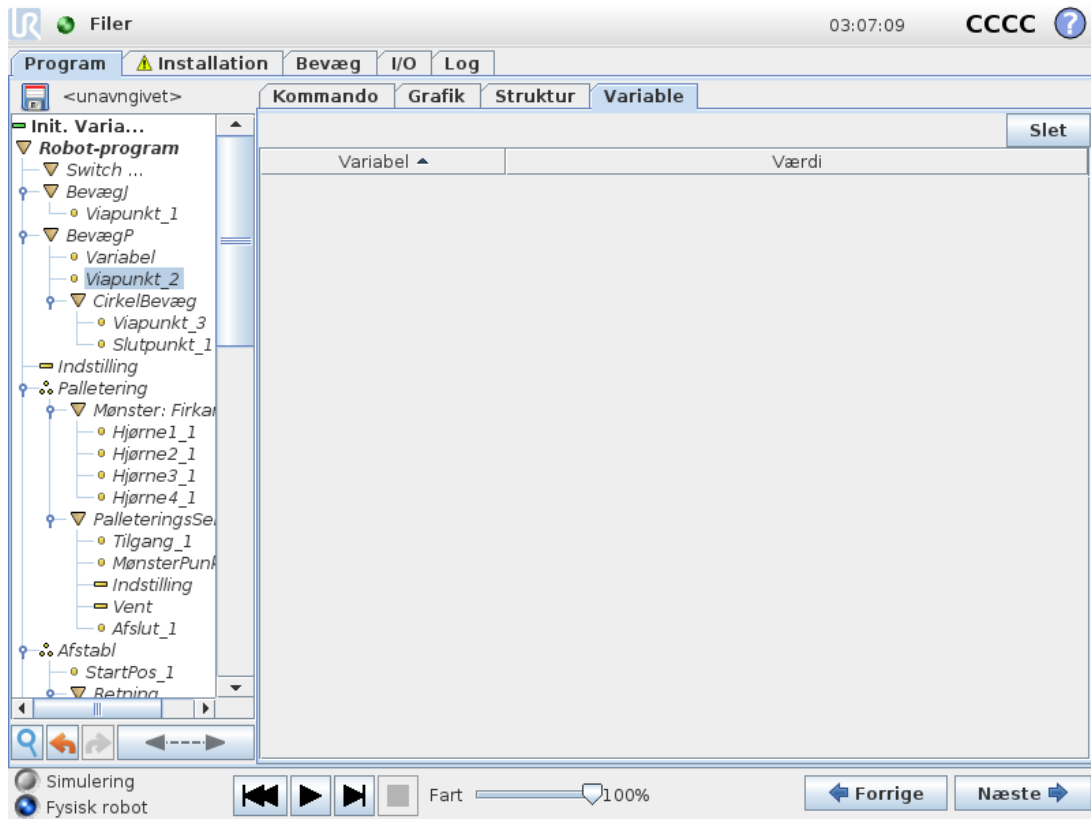 UR Filer 03:07:09 CCCC ?
Program Installation Bevæg I/O Log
<unavngivet> Kommando Grafik Struktur Variable
Slet
Variabel Værdi
Init. Varia...
Robot-program
Switch ...
BevægJ
Viapunkt_1
BevægP
Variabel
Viapunkt_2
CirkelBevæg
Viapunkt_3
Slutpunkt_1
Indstilling
Palletering
Mønster: Firkan
Hjørne1_1
Hjørne2_1
Hjørne3_1
Hjørne4_1
PalleteringsSe
Tilgang_1
MønsterPunk
Indstilling
Vent
Afslut_1
Afstabl
StartPos_1
Retning
Simulering
Fysisk robot
Fart 100%
Forrige Næste